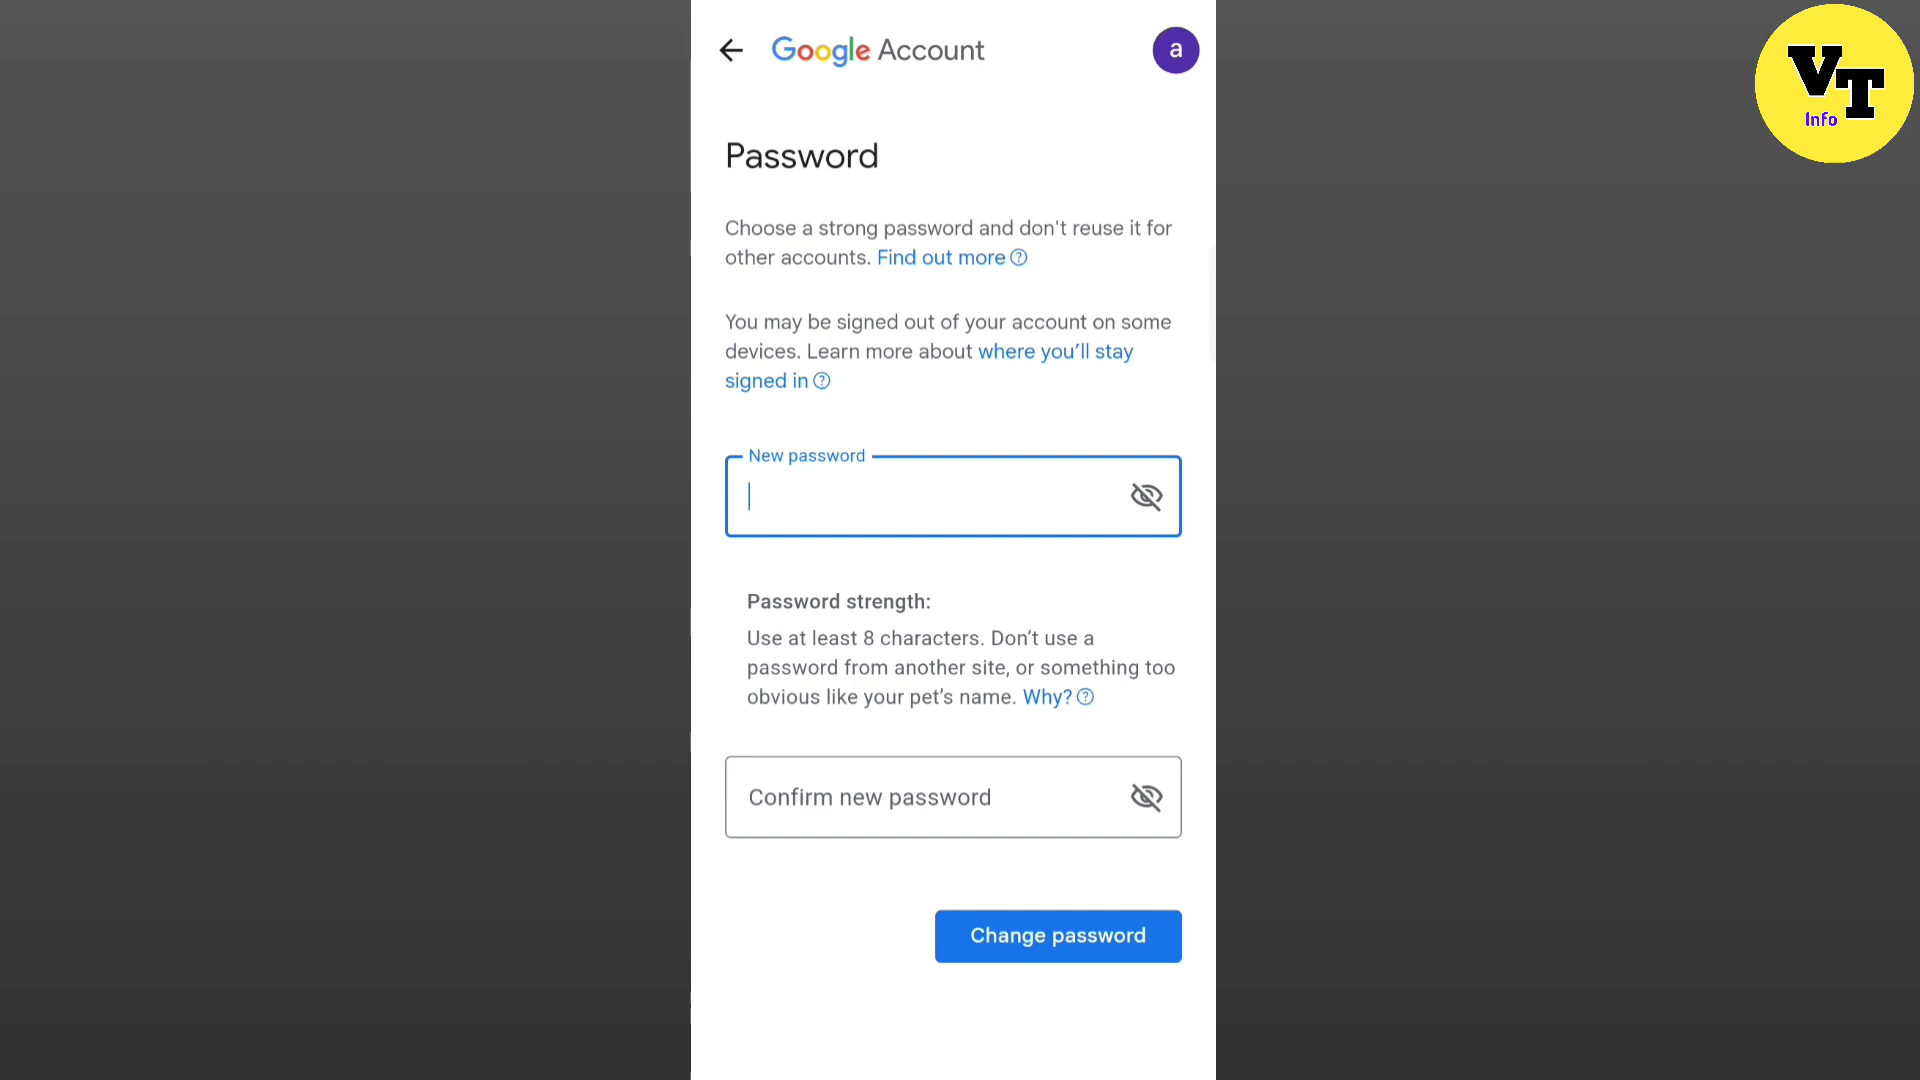 Google Account
a
VT
Info
Password
Choose a strong password and don't reuse it for
other accounts. Find out more
You may be signed out of your account on some
devices. Learn more about where you’ll stay
signed in
New password
Password strength:
Use at least 8 characters. Don’t use a
password from another site, or something too
obvious like your pet’s name. Why?
Confirm new password
Change password